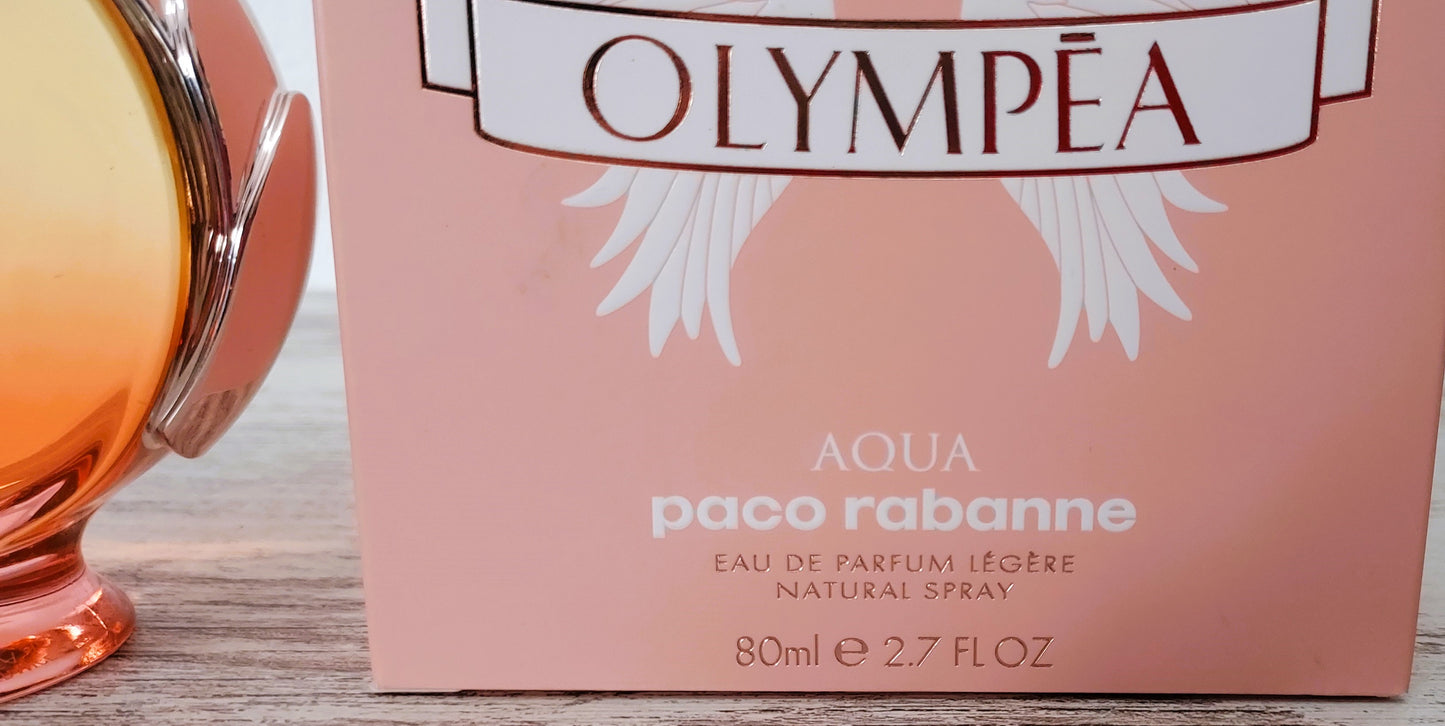 OLYMPĒA
AQUA
paco rabanne
EAU DE PARFUM LÉGÈRE
NATURAL SPRAY
80ml ℮ 2.7 FL OZ